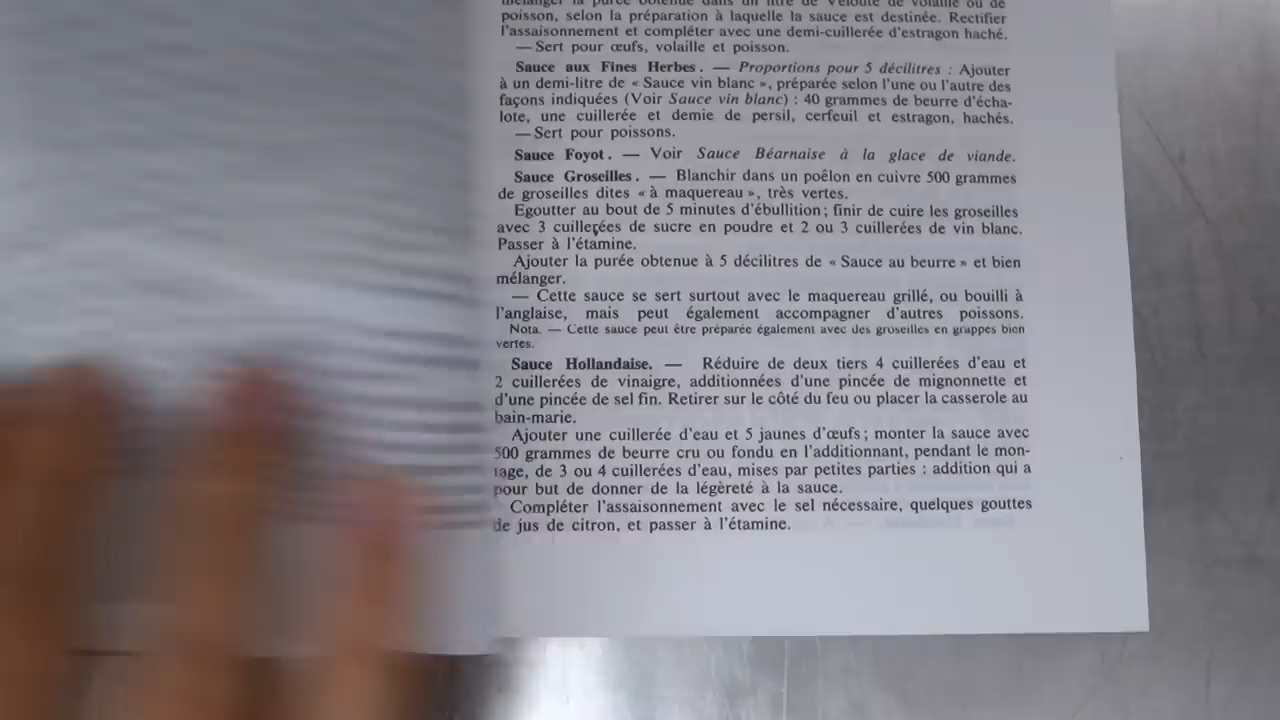 mélanger la purée obtenue dans un litre de Velouté de volaille ou de
poisson, selon la préparation à laquelle la sauce est destinée. Rectifier
l'assaisonnement et compléter avec une demi-cuillerée d'estragon haché.
— Sert pour œufs, volaille et poisson.
Sauce aux Fines Herbes. — Proportions pour 5 décilitres : Ajouter
à un demi-litre de « Sauce vin blanc », préparée selon l'une ou l'autre des
façons indiquées (Voir Sauce vin blanc) : 40 grammes de beurre d'écha-
lote, une cuillerée et demie de persil, cerfeuil et estragon, hachés.
— Sert pour poissons.
Sauce Foyot. — Voir Sauce Béarnaise à la glace de viande.
Sauce Groseilles. — Blanchir dans un poêlon en cuivre 500 grammes
de groseilles dites « à maquereau », très vertes.
Egoutter au bout de 5 minutes d'ébullition ; finir de cuire les groseilles
avec 3 cuillerées de sucre en poudre et 2 ou 3 cuillerées de vin blanc.
Passer à l'étamine.
Ajouter la purée obtenue à 5 décilitres de « Sauce au beurre » et bien
mélanger.
— Cette sauce se sert surtout avec le maquereau grillé, ou bouilli à
l'anglaise, mais peut également accompagner d'autres poissons.
Nota. — Cette sauce peut être préparée également avec des groseilles en grappes bien
vertes.
Sauce Hollandaise. — Réduire de deux tiers 4 cuillerées d'eau et
2 cuillerées de vinaigre, additionnées d'une pincée de mignonnette et
d'une pincée de sel fin. Retirer sur le côté du feu ou placer la casserole au
bain-marie.
Ajouter une cuillerée d'eau et 5 jaunes d'œufs ; monter la sauce avec
500 grammes de beurre cru ou fondu en l'additionnant, pendant le mon-
tage, de 3 ou 4 cuillerées d'eau, mises par petites parties : addition qui a
pour but de donner de la légèreté à la sauce.
Compléter l'assaisonnement avec le sel nécessaire, quelques gouttes
de jus de citron, et passer à l'étamine.